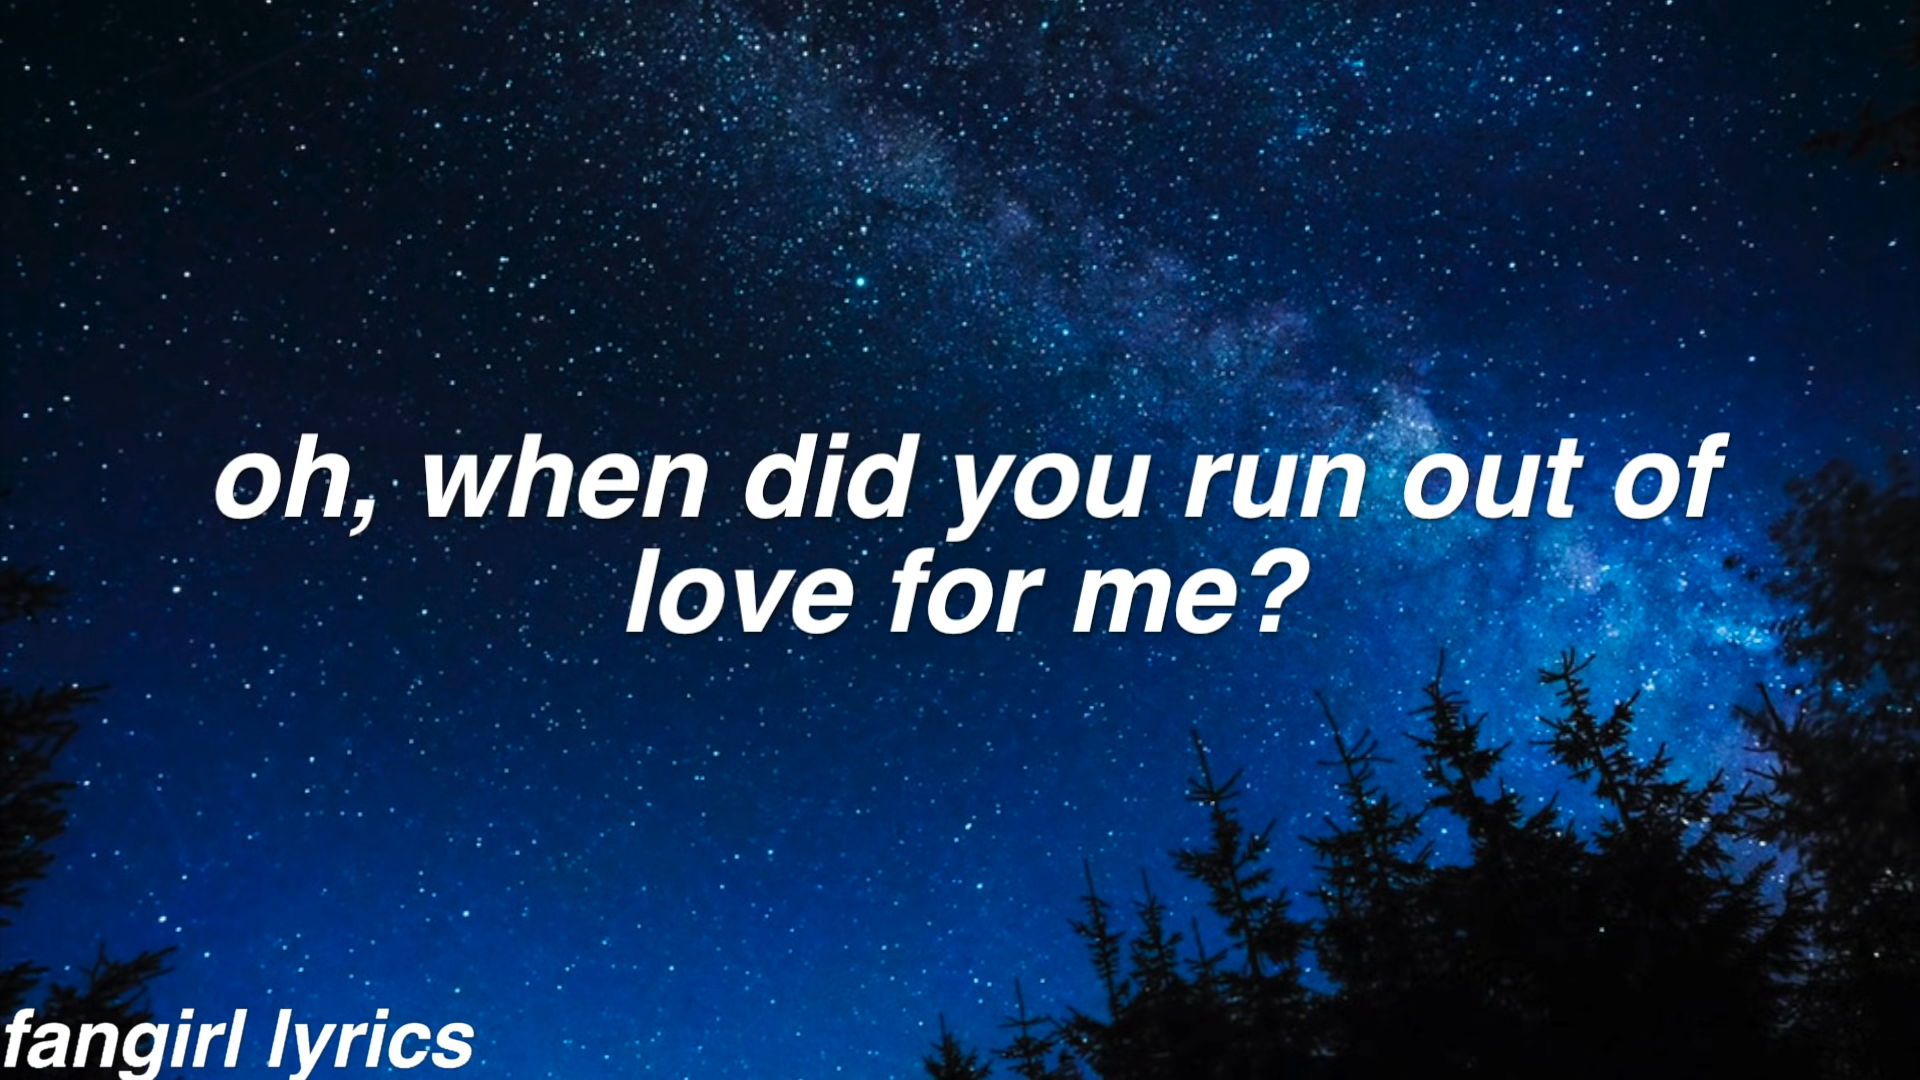 oh, when did you run out of
love for me?
fangirl lyrics